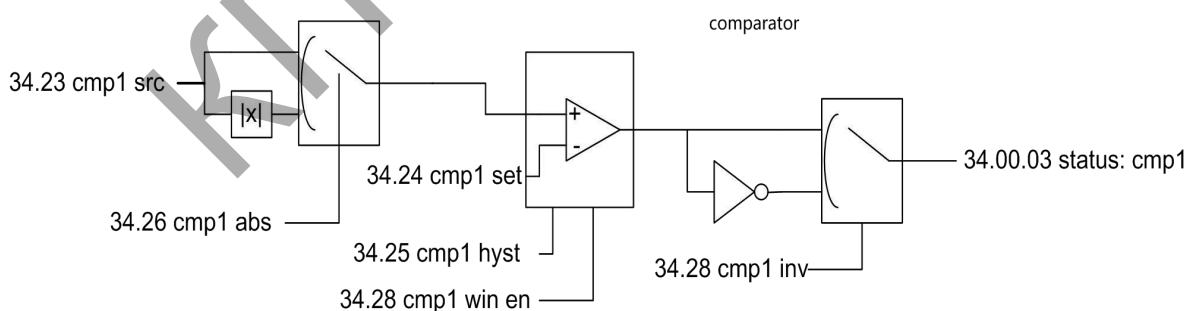 comparator
34.23 cmp1 src
|x|
+
-
34.24 cmp1 set
34.00.03 status: cmp1
34.26 cmp1 abs
34.25 cmp1 hyst
34.28 cmp1 inv
34.28 cmp1 win en